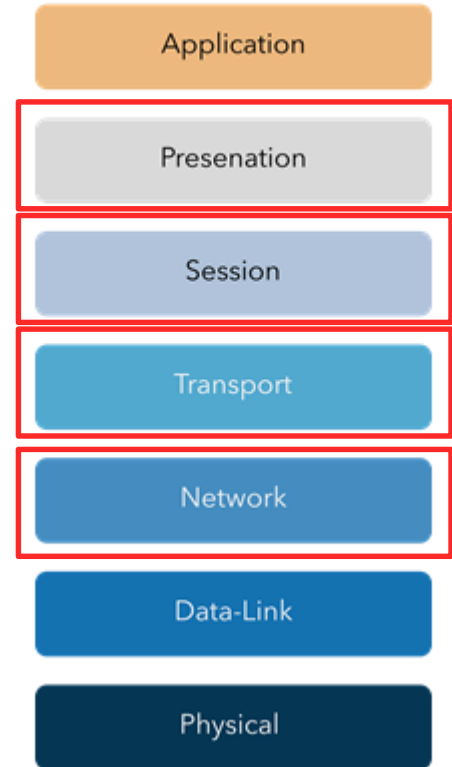 Application
Presenation
Session
Transport
Network
Data-Link
Physical